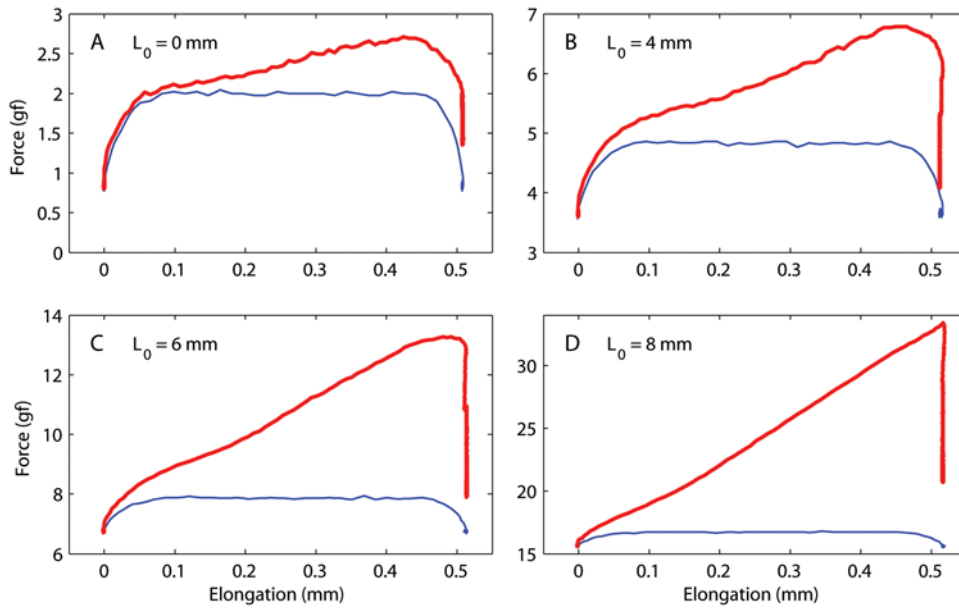 A L₀ = 0 mm
Force (gf)
3
2.5
2
1.5
1
0.5
0
0 0.1 0.2 0.3 0.4 0.5
B L₀ = 4 mm
7
6
5
4
3
2
0 0.1 0.2 0.3 0.4 0.5
C L₀ = 6 mm
Force (gf)
14
12
10
8
6
0 0.1 0.2 0.3 0.4 0.5
Elongation (mm)
D L₀ = 8 mm
30
25
20
15
0 0.1 0.2 0.3 0.4 0.5
Elongation (mm)